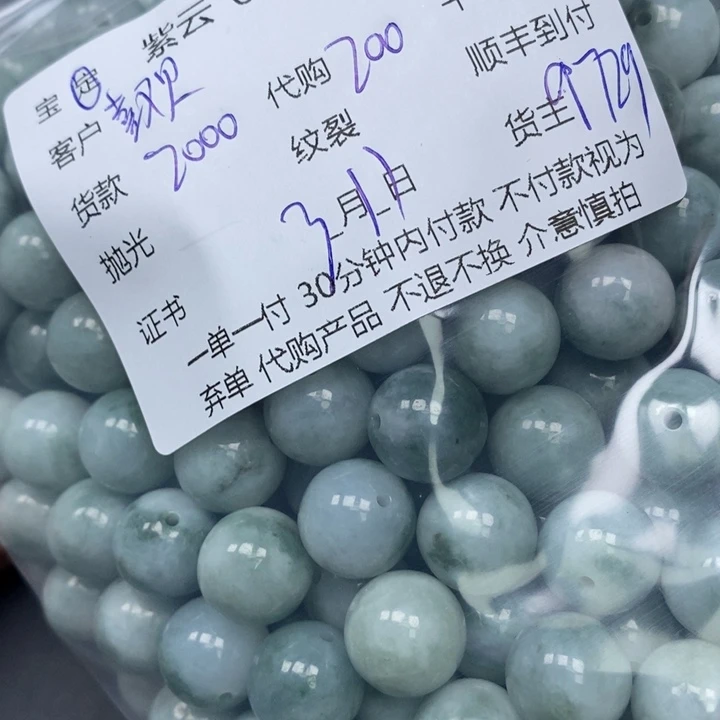 紫云
宝 店
客户 代购 200 顺丰到付
货款 2000 纹裂 货主 9729
抛光 3月11日
证书
一单一付 30分钟内付款 不付款视为
弃单 代购产品 不退不换 介意慎拍